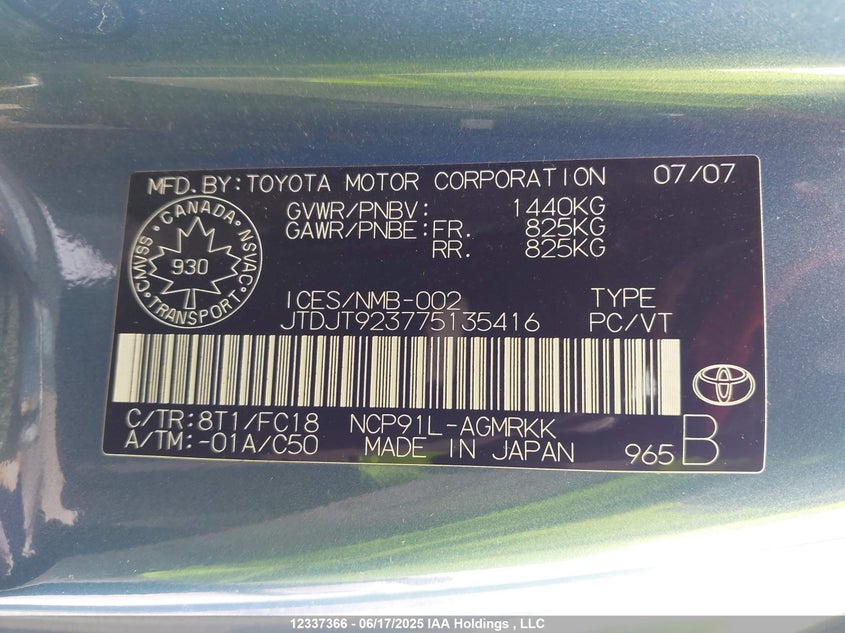 MFD.BY:TOYOTA MOTOR CORPORATION 07/07
GVWR/PNBV: 1440KG
GAWR/PNBE:FR. 825KG
RR. 825KG
CANADA
CMVSS
NSVAC
930
TRANSPORT
ICES/NMB-002 TYPE
JTDJT923775135416 PC/VT
C/TR:8T1/FC18 NCP91L-AGMRKK
A/TM:-01A/C50 MADE IN JAPAN 965 B
12337366 - 06/17/2025 IAA Holdings , LLC